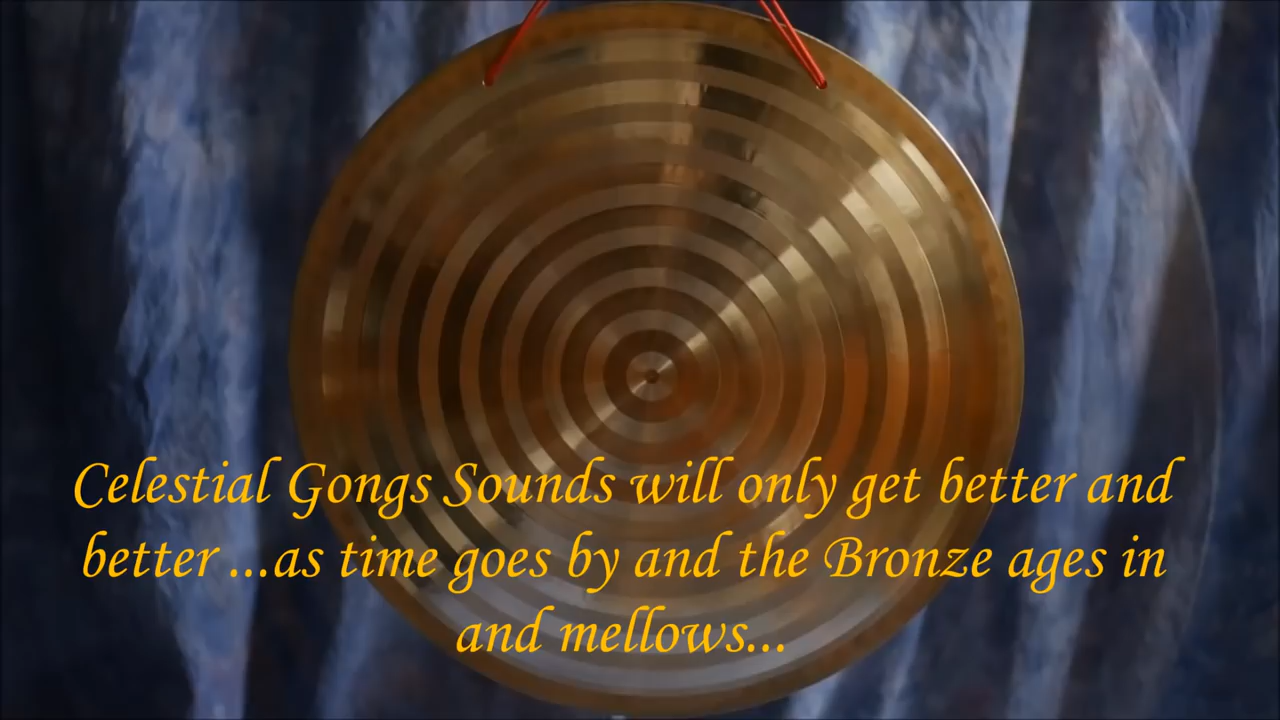 Celestial Gongs Sounds will only get better and
better ...as time goes by and the Bronze ages in
and mellows...